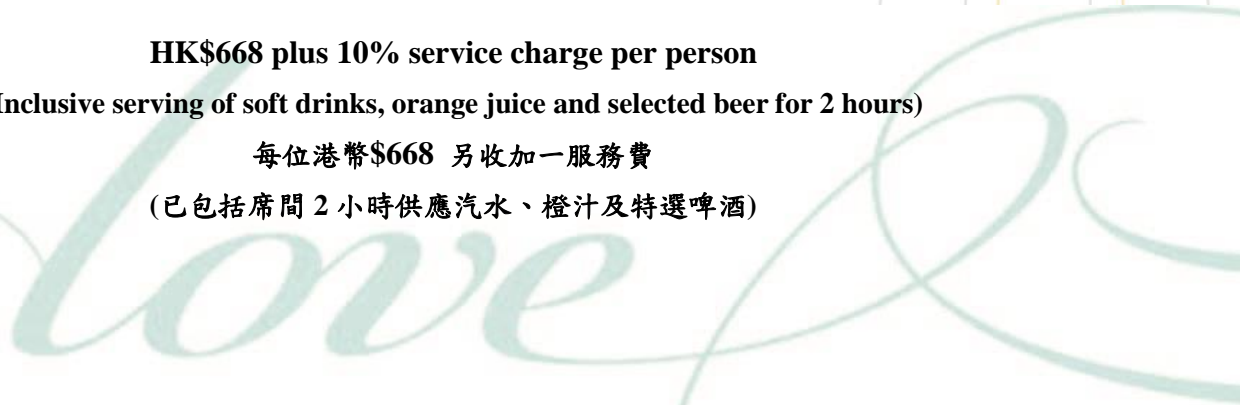 HK$668 plus 10% service charge per person
Inclusive serving of soft drinks, orange juice and selected beer for 2 hours)
每位港幣$668 另收加一服務費
(已包括席間 2 小時供應汽水、橙汁及特選啤酒)
love